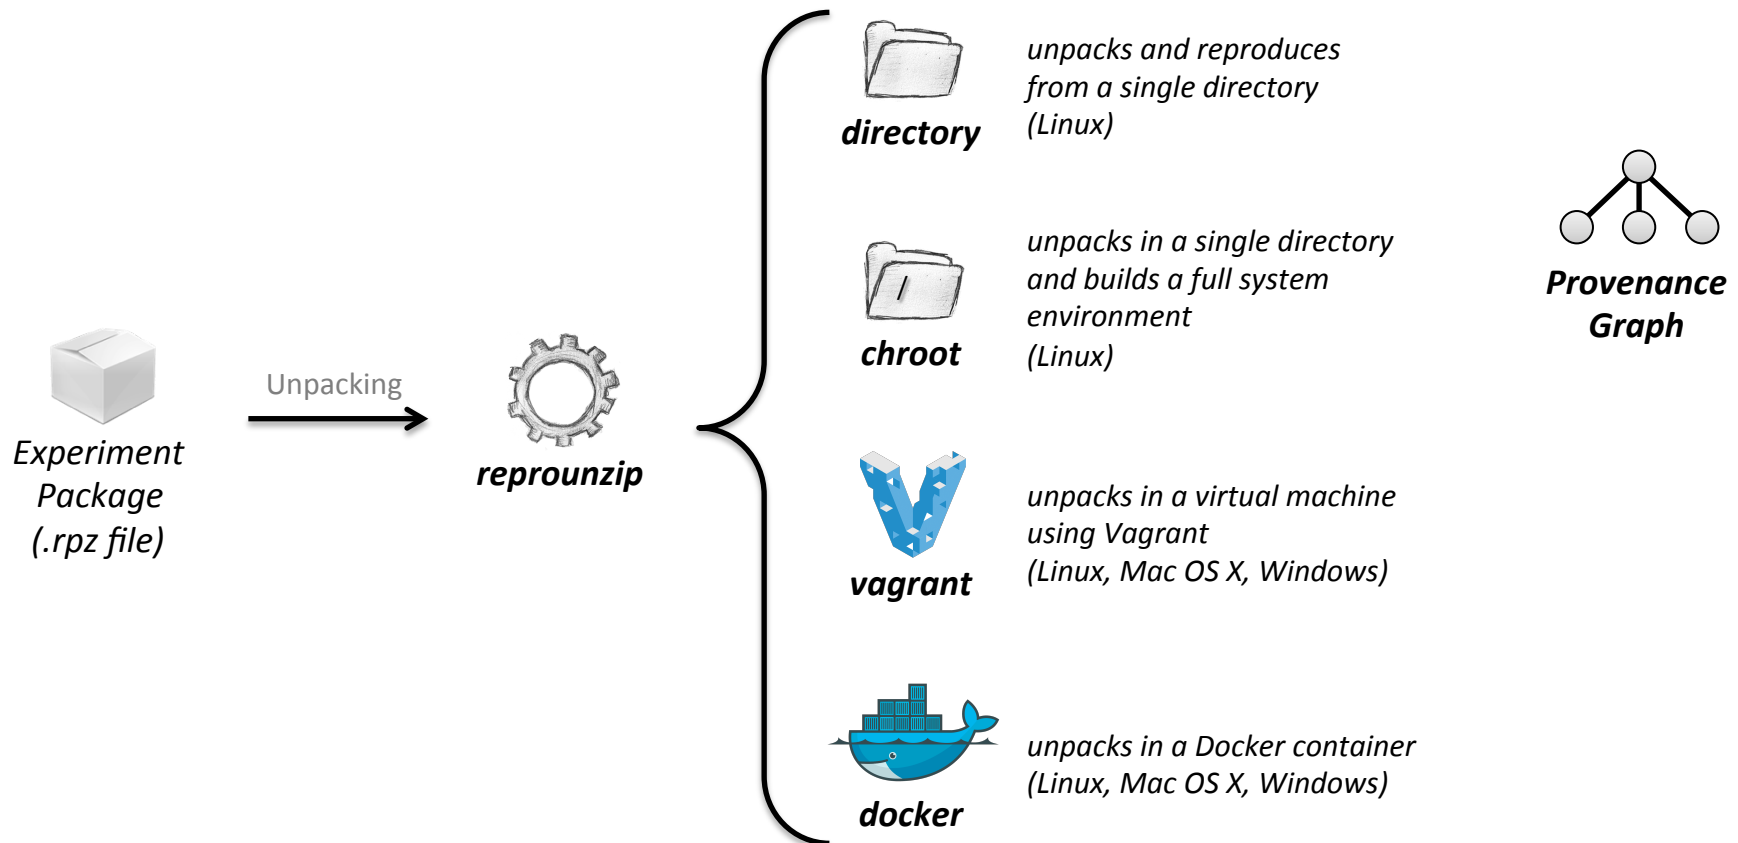 Experiment
Package
(.rpz file)
Unpacking
reprounzip
directory
unpacks and reproduces
from a single directory
(Linux)
/
chroot
unpacks in a single directory
and builds a full system
environment
(Linux)
vagrant
unpacks in a virtual machine
using Vagrant
(Linux, Mac OS X, Windows)
docker
unpacks in a Docker container
(Linux, Mac OS X, Windows)
Provenance
Graph